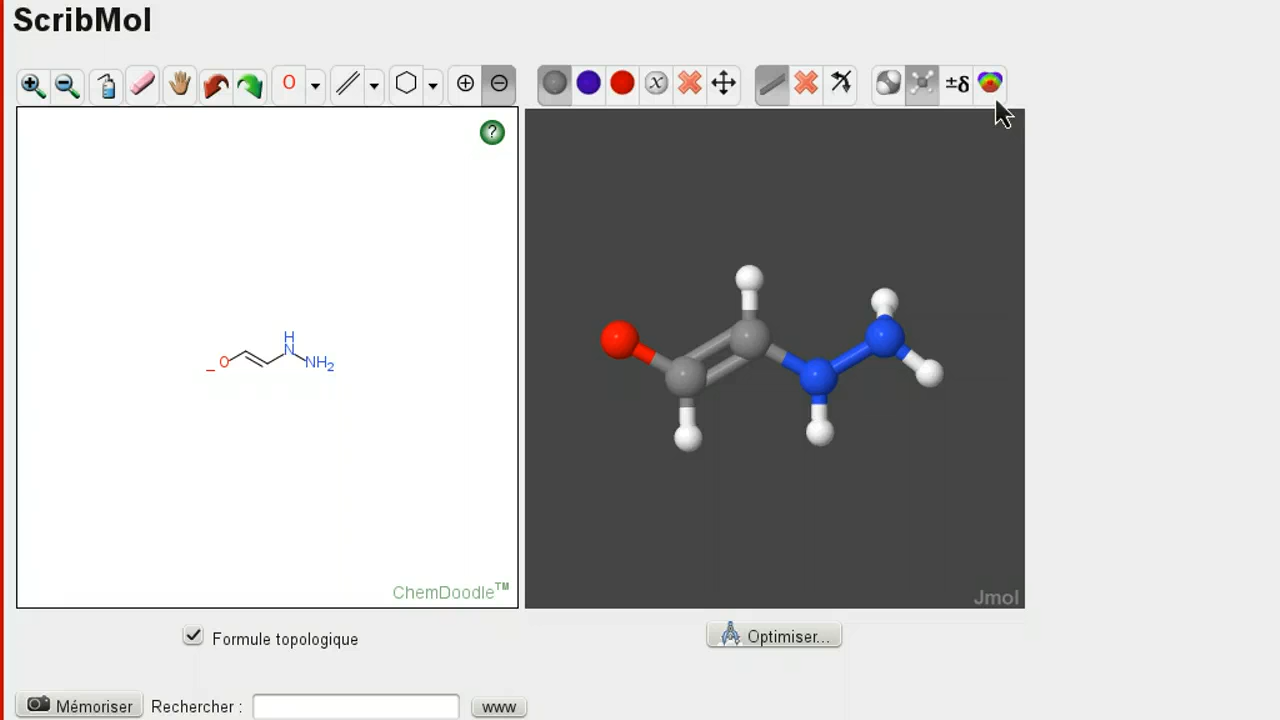 ScribMol
O
x
±δ
?
H
N
O
NH2
_
ChemDoodle™
Jmol
Formule topologique
Optimiser...
Mémoriser
Rechercher :
www